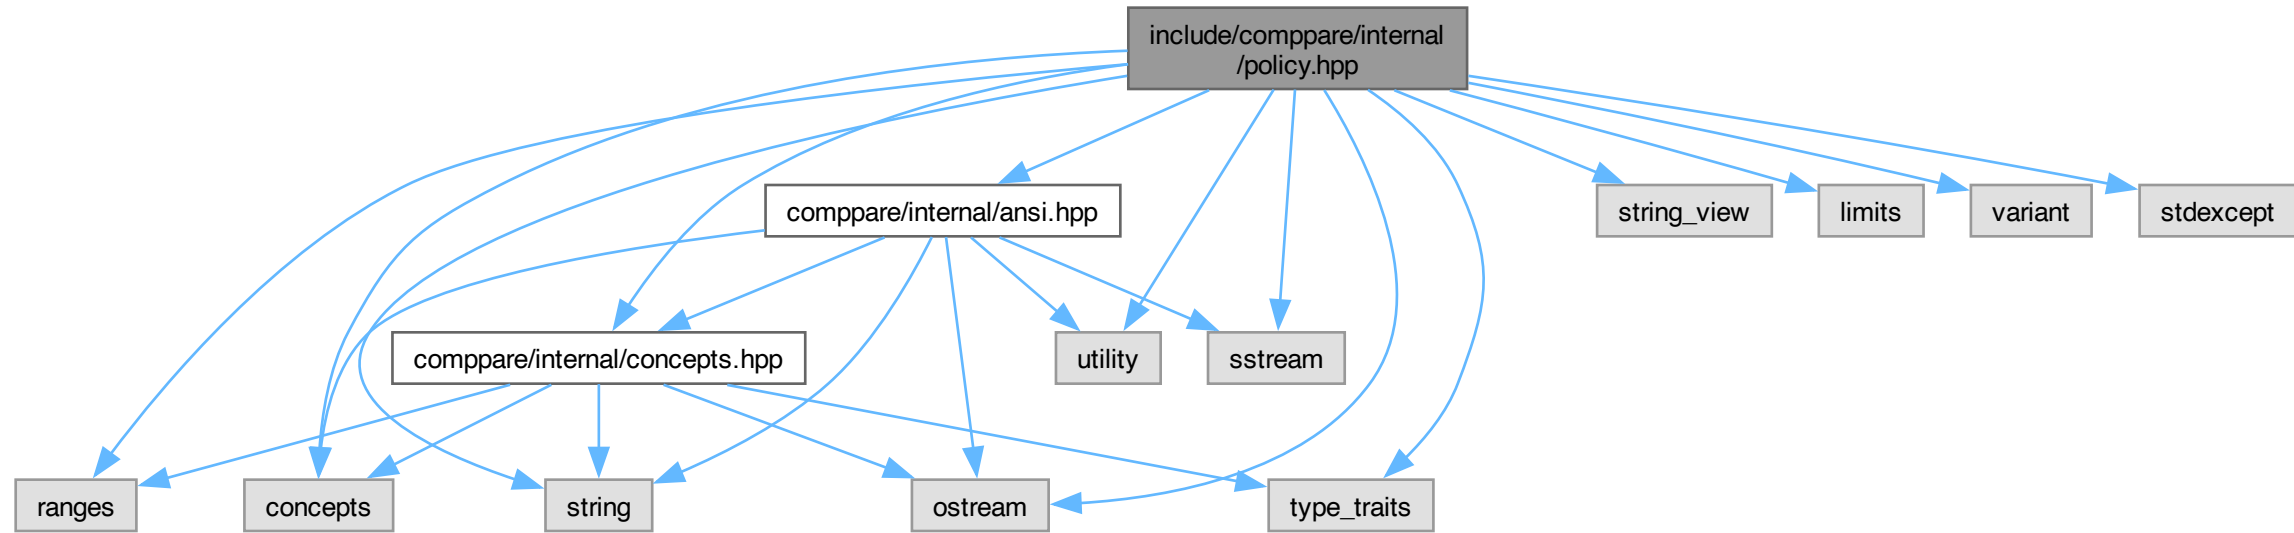 include/comppare/internal
/policy.hpp
comppare/internal/ansi.hpp
string_view
limits
variant
stdexcept
comppare/internal/concepts.hpp
utility
sstream
ranges
concepts
string
ostream
type_traits